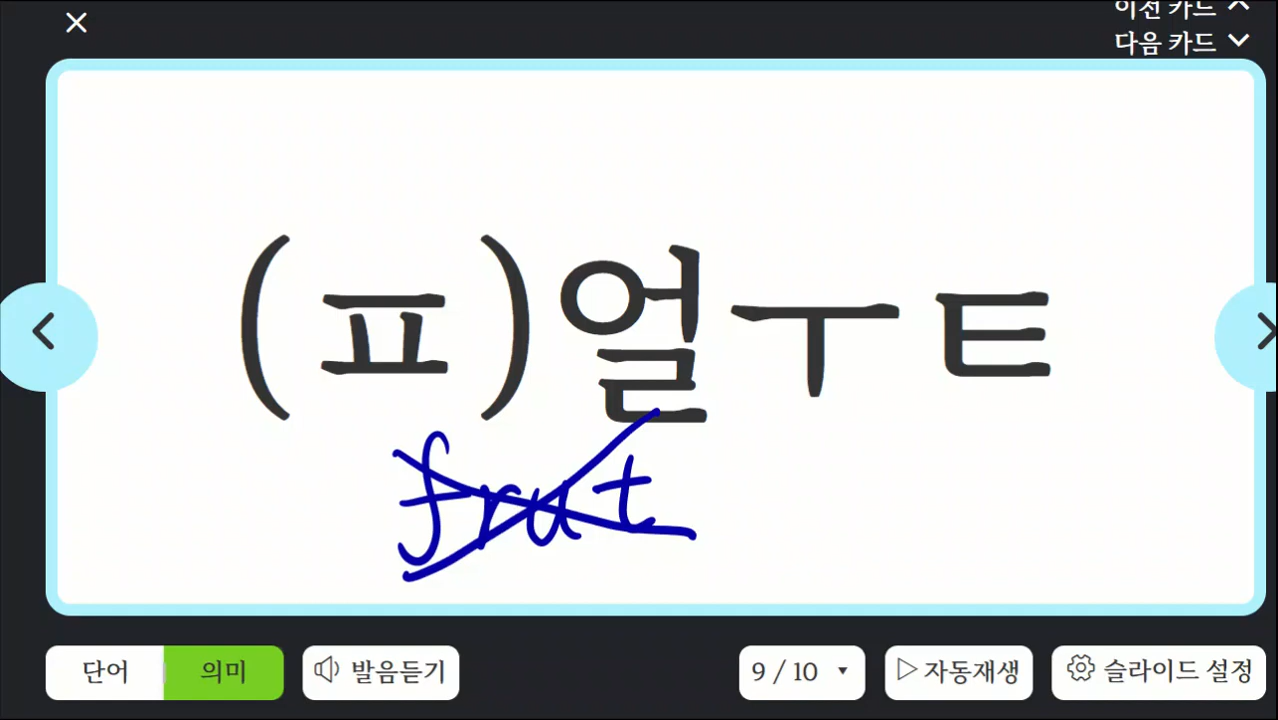 이전 카드
다음 카드
(ㅍ)얼ㅜㅌ
frut
단어
의미
발음듣기
9 / 10
자동재생
슬라이드 설정